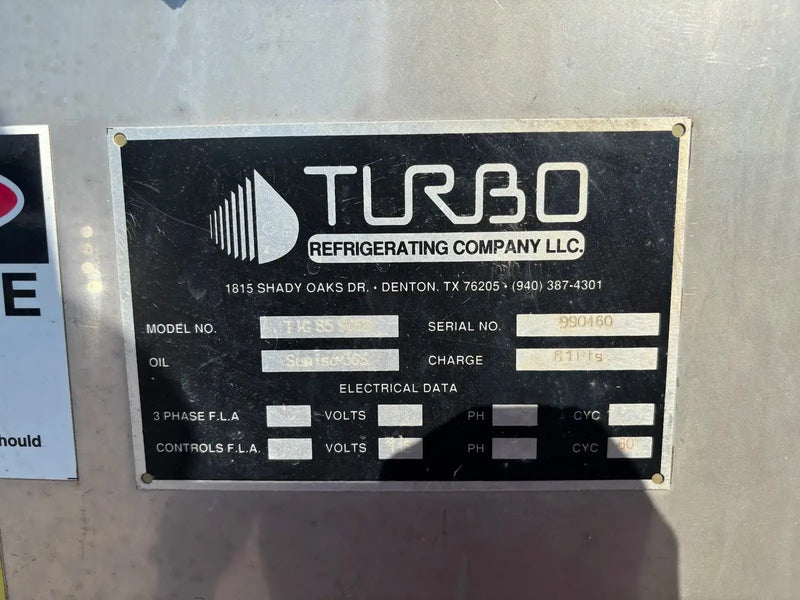 TURBO
REFRIGERATING COMPANY LLC.
1815 SHADY OAKS DR. • DENTON, TX 76205 • (940) 387-4301
MODEL NO. SERIAL NO. 990460
OIL CHARGE
ELECTRICAL DATA
3 PHASE F.L.A VOLTS PH CYC
CONTROLS F.L.A. VOLTS PH CYC 60
E
hould